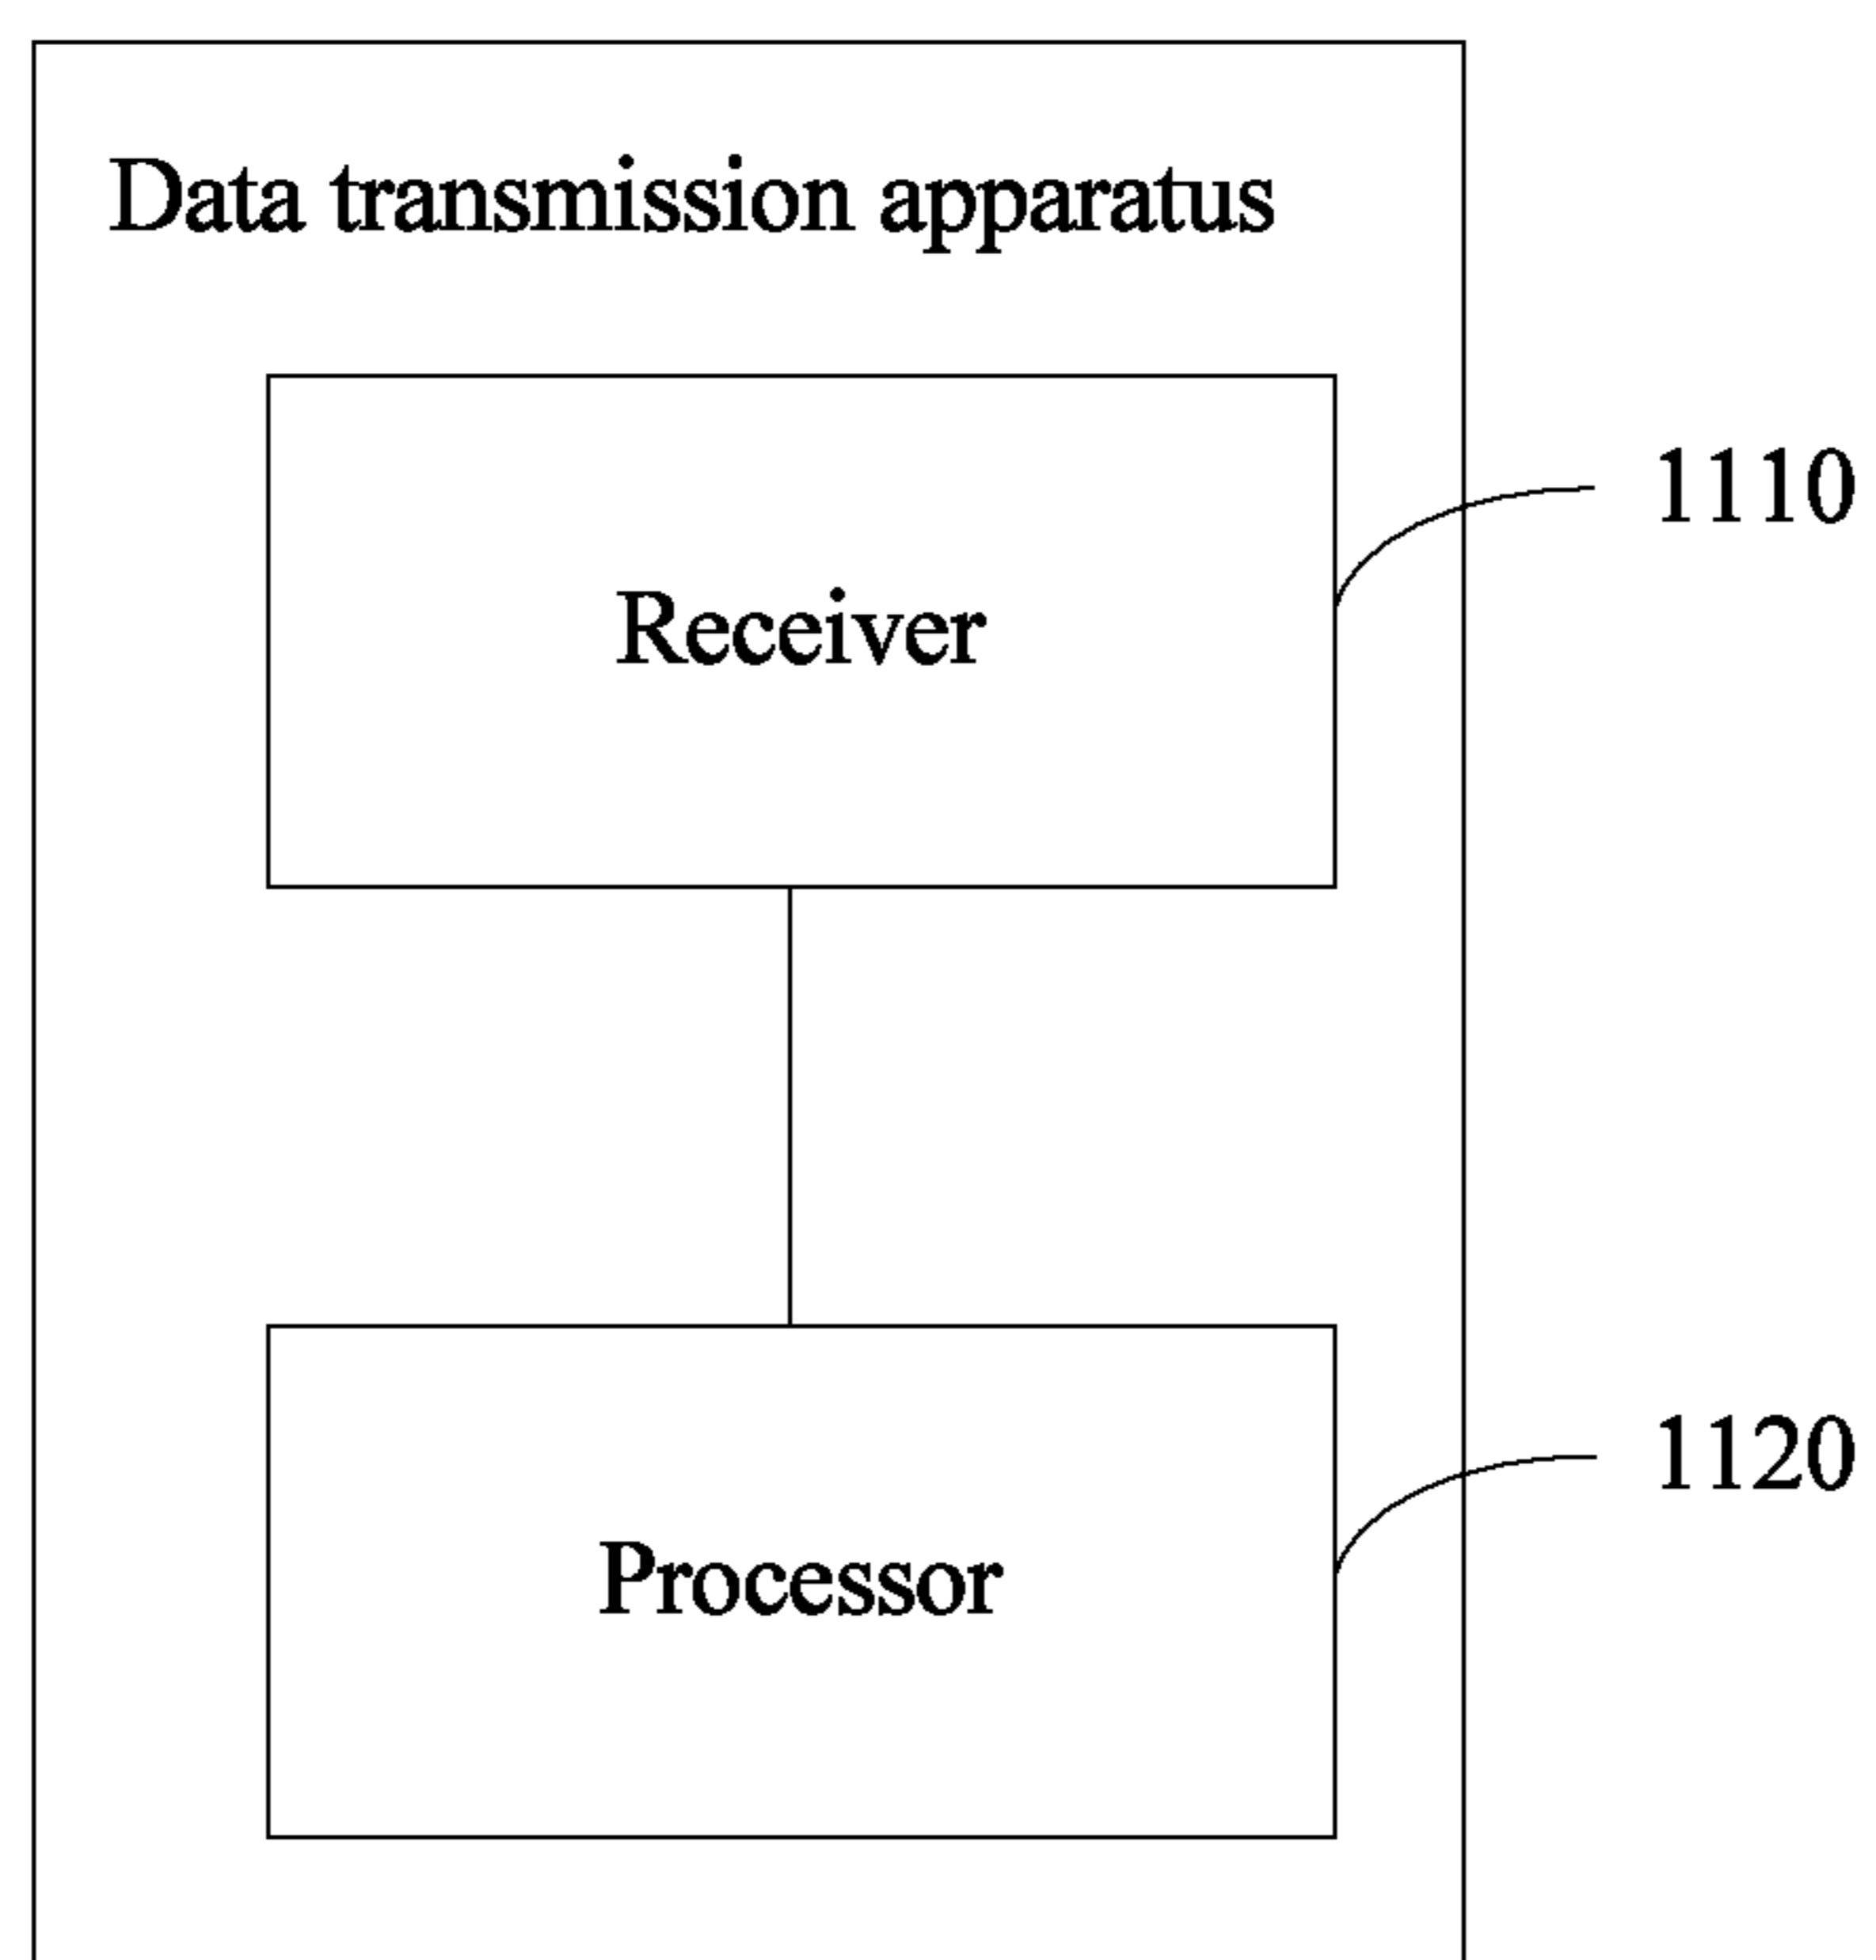 Data transmission apparatus
1110
Receiver
1120
Processor